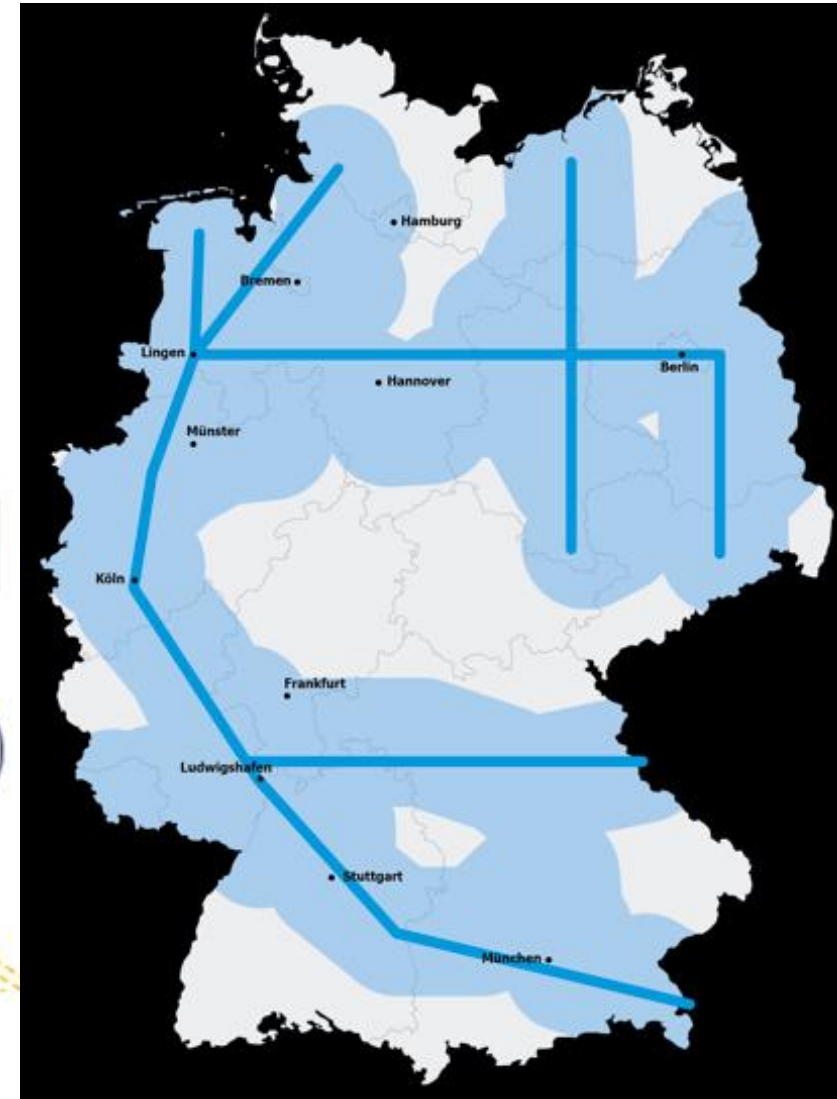 Hamburg
Bremen
Lingen
Berlin
Hannover
Münster
Köln
Frankfurt
Ludwigshafen
Stuttgart
München